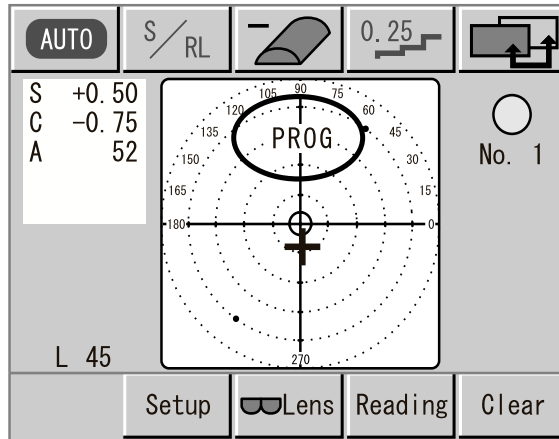 AUTO
S/RL
0.25
S +0.50
C -0.75
A 52
PROG
No. 1
0
15
30
45
60
75
90
105
120
135
150
165
180
270
L 45
Setup
Lens
Reading
Clear